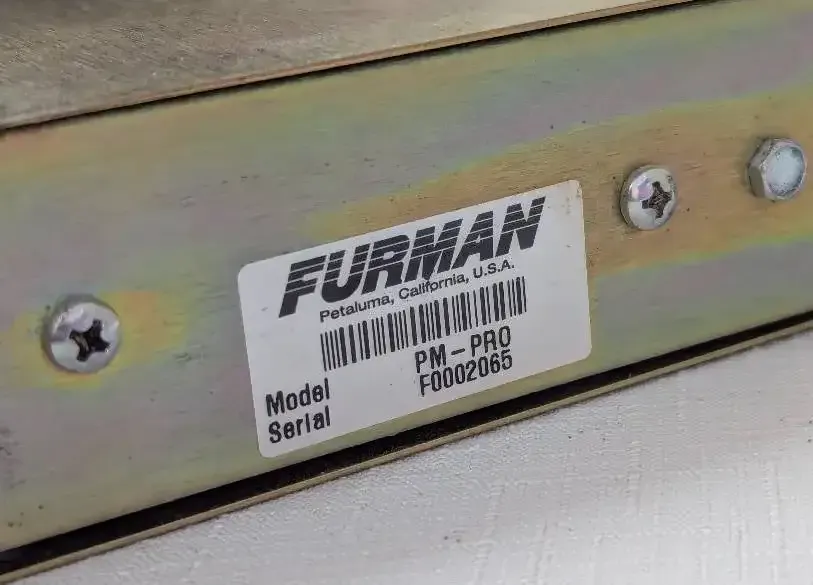 FURMAN
Petaluma, California, U.S.A.
Model PM-PRO
Serial F0002065